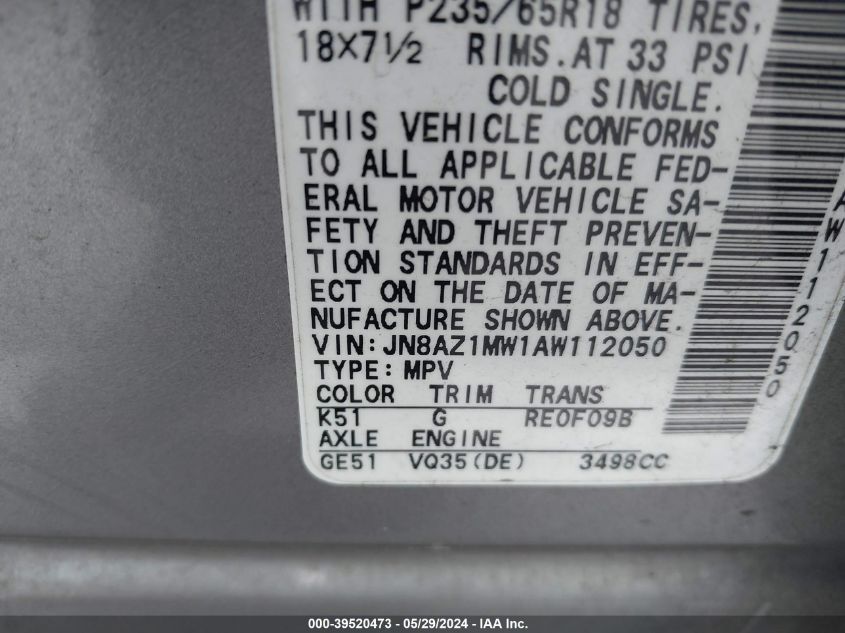 WITH P235/65R18 TIRES,
18X7½ RIMS.AT 33 PSI
COLD SINGLE.
THIS VEHICLE CONFORMS
TO ALL APPLICABLE FED-
ERAL MOTOR VEHICLE SA-
FETY AND THEFT PREVEN-
TION STANDARDS IN EFF-
ECT ON THE DATE OF MA-
NUFACTURE SHOWN ABOVE.
VIN:JN8AZ1MW1AW112050
TYPE:MPV
COLOR TRIM TRANS
K51 G RE0F09B
AXLE ENGINE
GE51 VQ35(DE) 3498CC
AW112050
000-39520473 - 05/29/2024 - IAA Inc.